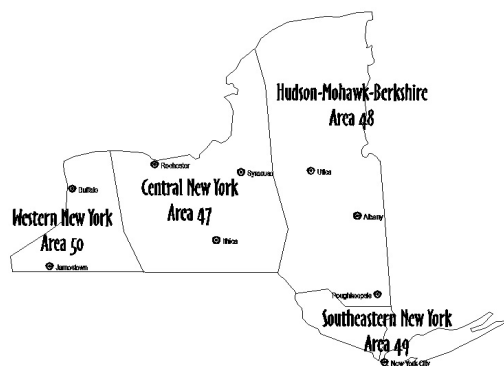 Hudson-Mohawk-Berkshire
Area 48
Rochester
Syracuse
Utica
Central New York
Area 47
Buffalo
Western New York
Area 50
Albany
Ithica
Jamestown
Poughkeepsie
Southeastern New York
Area 49
New York City